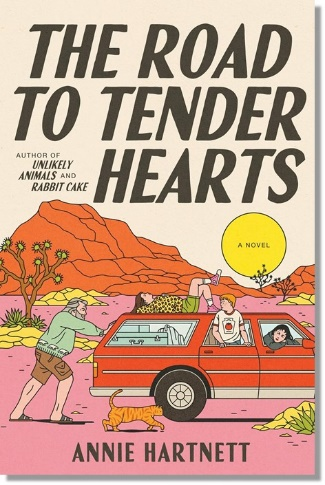 THE ROAD
TO TENDER
HEARTS
AUTHOR OF
UNLIKELY
ANIMALS AND
RABBIT CAKE
A NOVEL
ANNIE HARTNETT